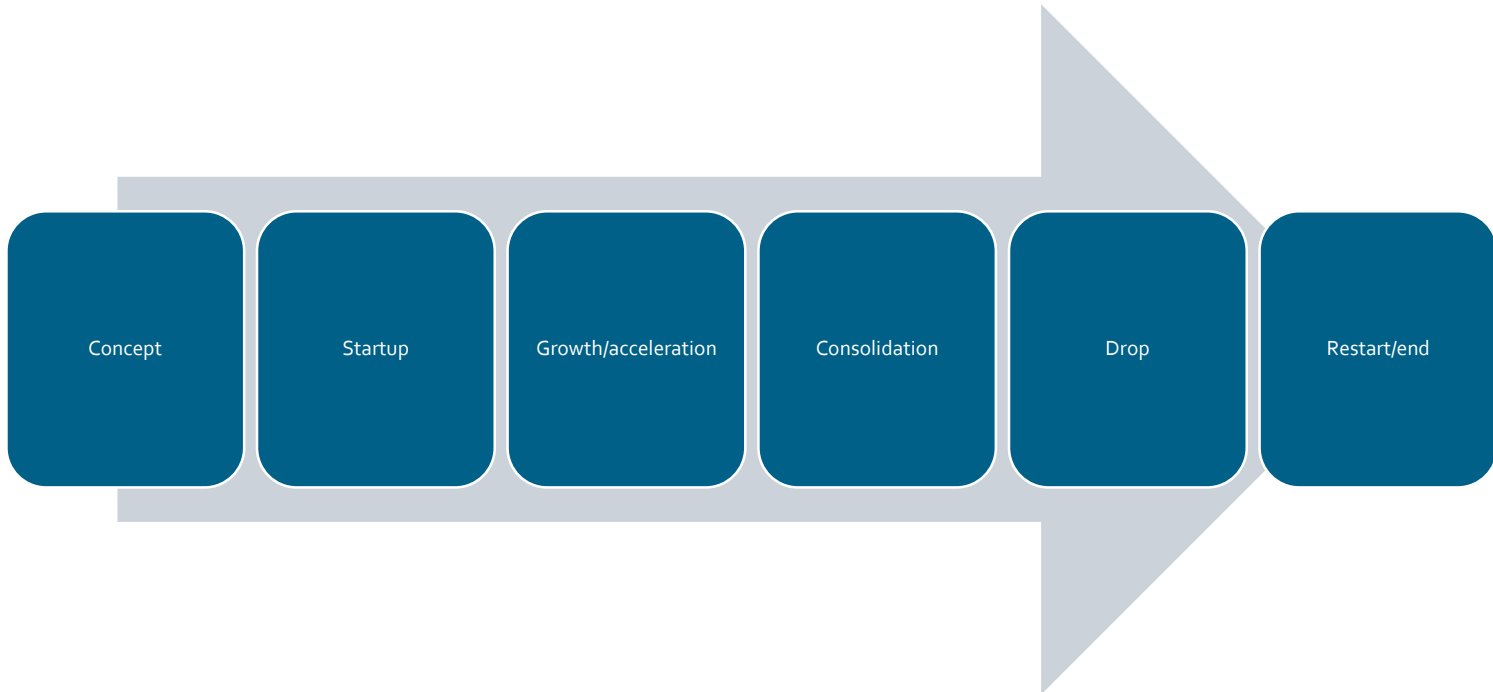 Concept
Startup
Growth/acceleration
Consolidation
Drop
Restart/end